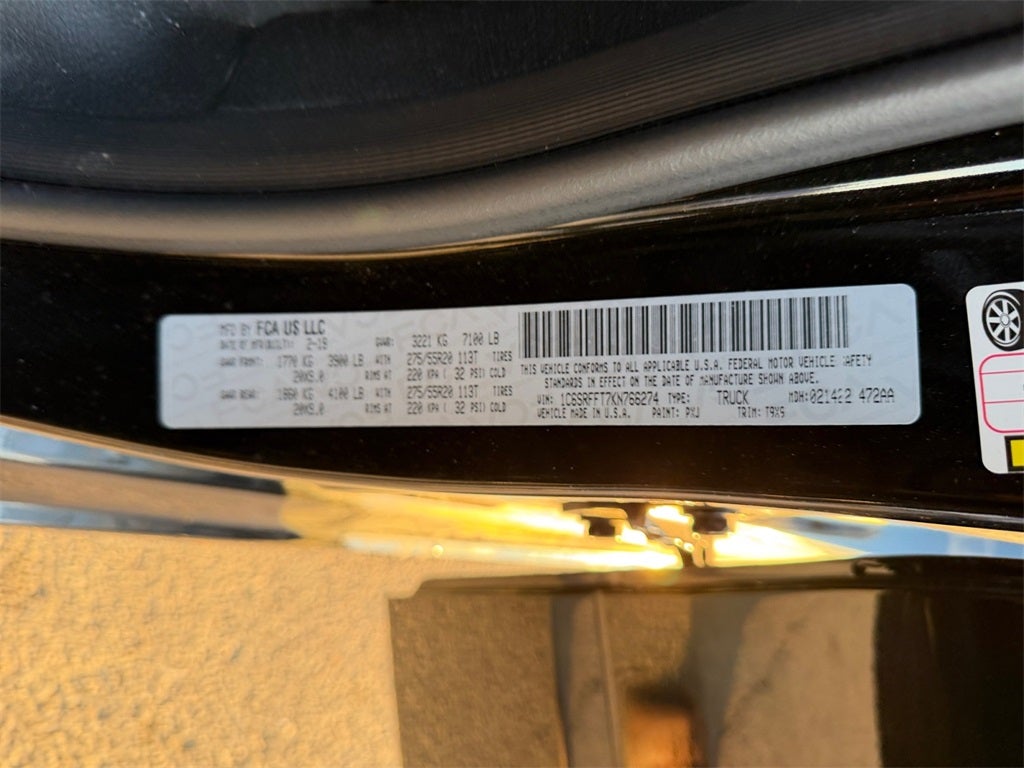 MFD BY FCA US LLC
DATE OF MFR(BUILT): 2-19 GVWR: 3221 KG 7100 LB
GAWR FRONT: 1770 KG 3900 LB WITH 275/55R20 113T TIRES
20X9.0 RIMS AT 220 KPA ( 32 PSI) COLD
GAWR REAR: 1860 KG 4100 LB WITH 275/55R20 113T TIRES
20X9.0 RIMS AT 220 KPA ( 32 PSI) COLD
THIS VEHICLE CONFORMS TO ALL APPLICABLE U.S.A. FEDERAL MOTOR VEHICLE SAFETY
STANDARDS IN EFFECT ON THE DATE OF MANUFACTURE SHOWN ABOVE.
VIN: 1C6SRFFT7KN766274 TYPE: TRUCK MDH: 472AA
VEHICLE MADE IN U.S.A. PAINT: PXJ TRIM: T9X9